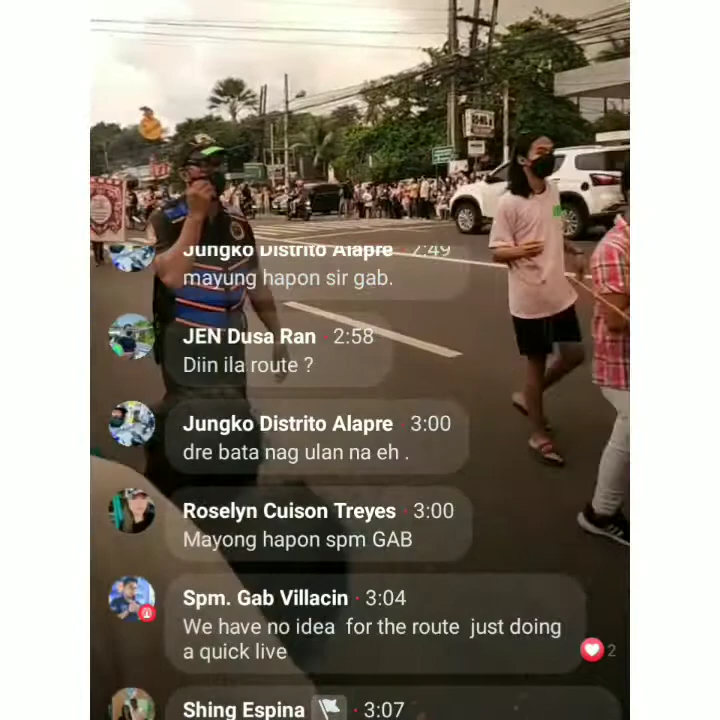 Jungko Distrito Alapre · 2:49
mayung hapon sir gab.
JEN Dusa Ran · 2:58
Diin ila route ?
Jungko Distrito Alapre · 3:00
dre bata nag ulan na eh .
Roselyn Cuison Treyes · 3:00
Mayong hapon spm GAB
Spm. Gab Villacin · 3:04
We have no idea for the route just doing
a quick live
2
Shing Espina · 3:07